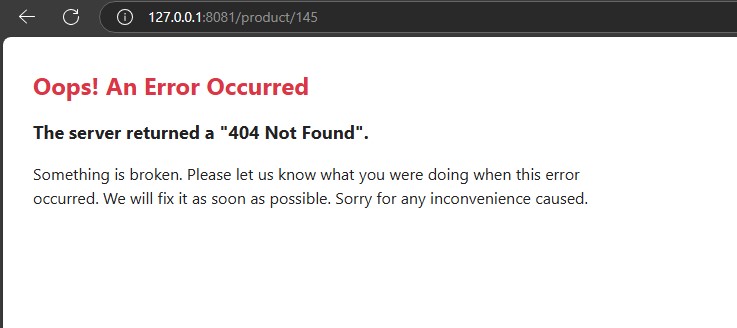 127.0.0.1:8081/product/145
Oops! An Error Occurred
The server returned a "404 Not Found".
Something is broken. Please let us know what you were doing when this error
occurred. We will fix it as soon as possible. Sorry for any inconvenience caused.